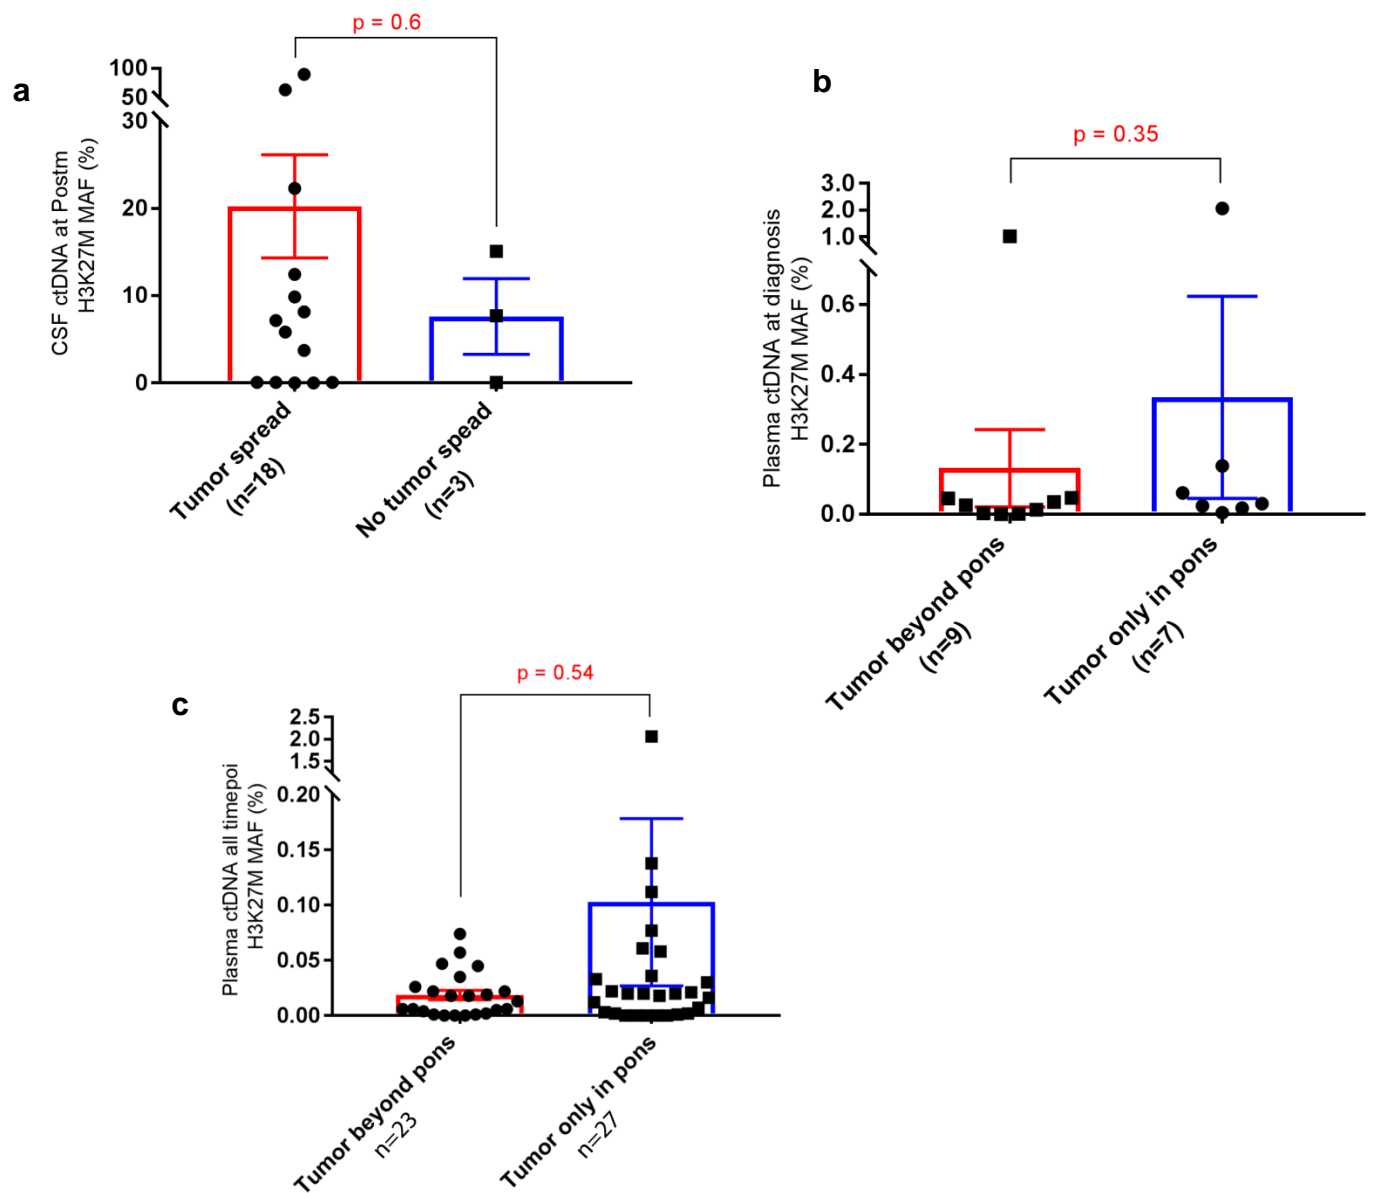 a
p = 0.6
CSF ctDNA at Postm
H3K27M MAF (%)
100
50
30
20
10
0
Tumor spread
(n=18)
No tumor spead
(n=3)
b
p = 0.35
Plasma ctDNA at diagnosis
H3K27M MAF (%)
3.0
2.0
1.0
0.6
0.4
0.2
0.0
Tumor beyond pons
(n=9)
Tumor only in pons
(n=7)
c
p = 0.54
Plasma ctDNA all timepoi
H3K27M MAF (%)
2.5
2.0
1.5
0.20
0.15
0.10
0.05
0.00
Tumor beyond pons
n=23
Tumor only in pons
n=27